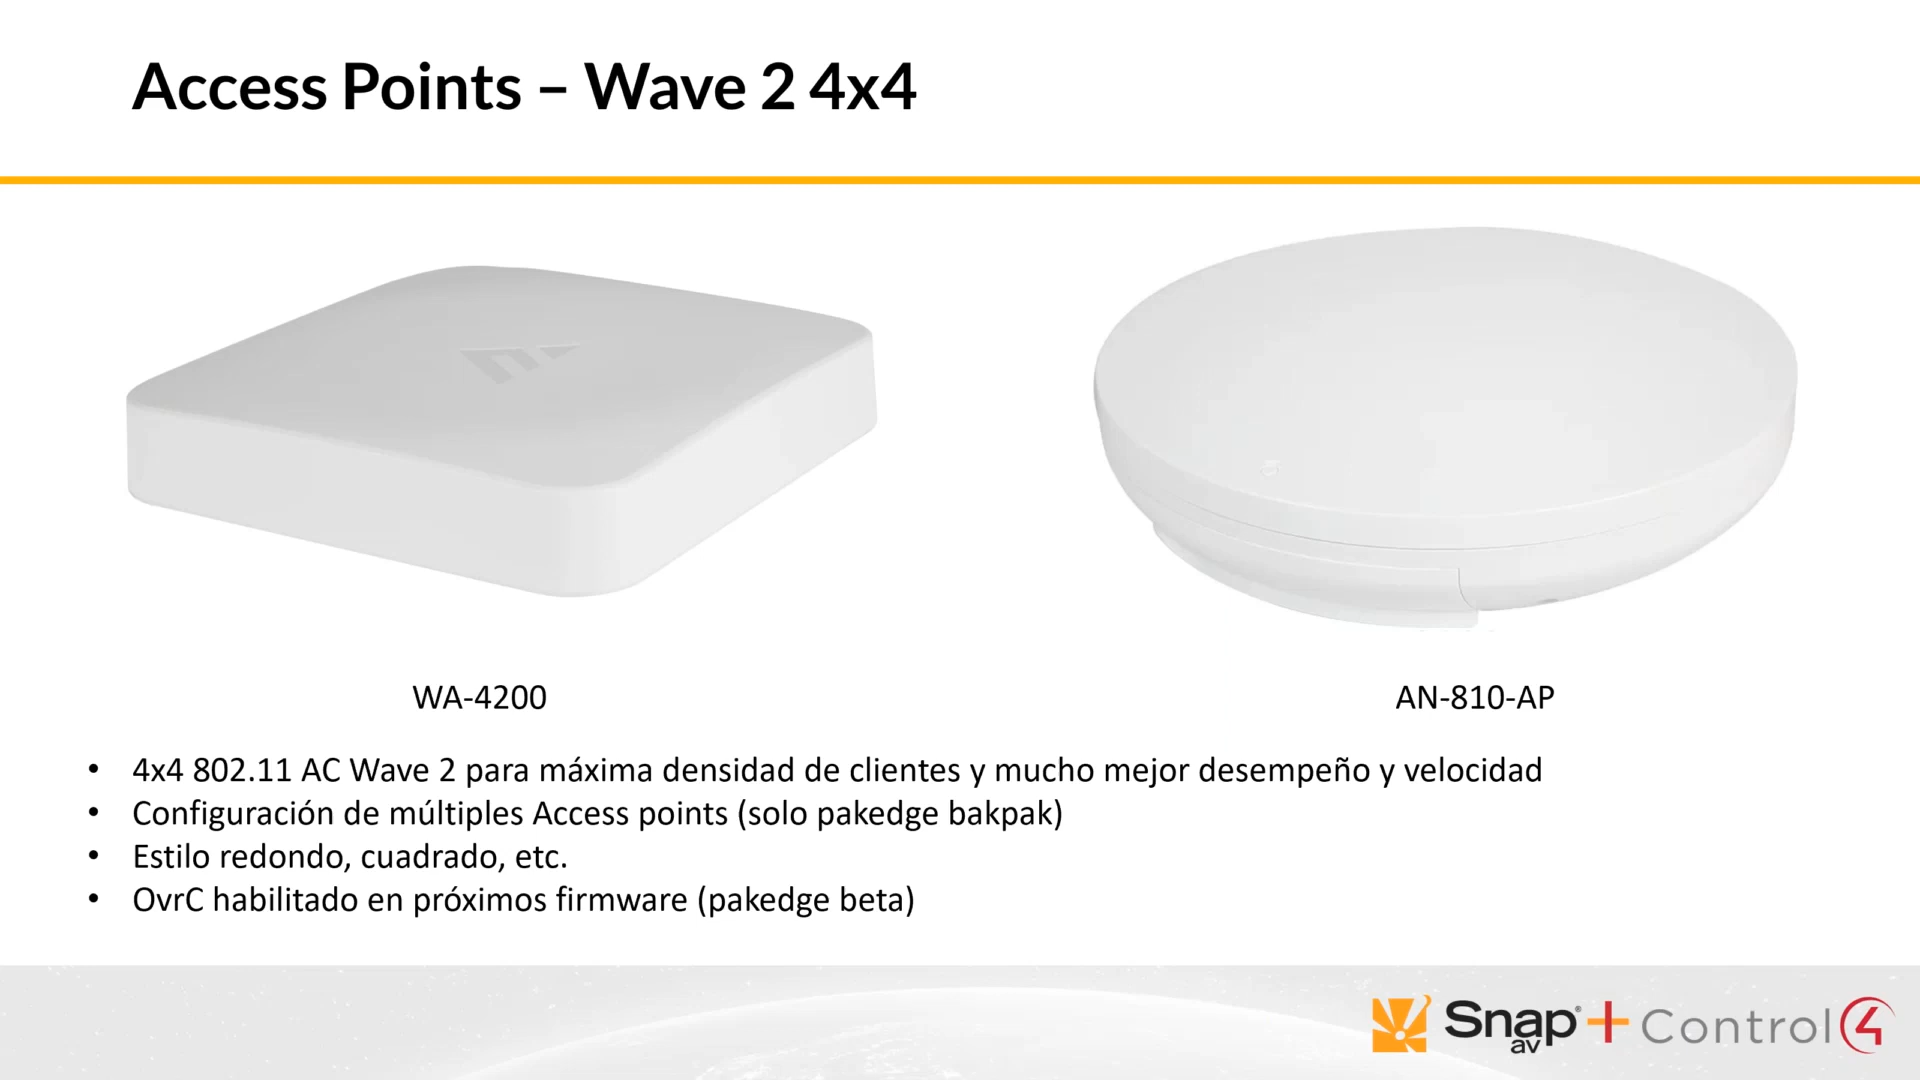 Access Points – Wave 2 4x4
WA-4200
AN-810-AP
• 4x4 802.11 AC Wave 2 para máxima densidad de clientes y mucho mejor desempeño y velocidad
• Configuración de múltiples Access points (solo pakedge bakpak)
• Estilo redondo, cuadrado, etc.
• OvrC habilitado en próximos firmware (pakedge beta)
Snap av + Control4